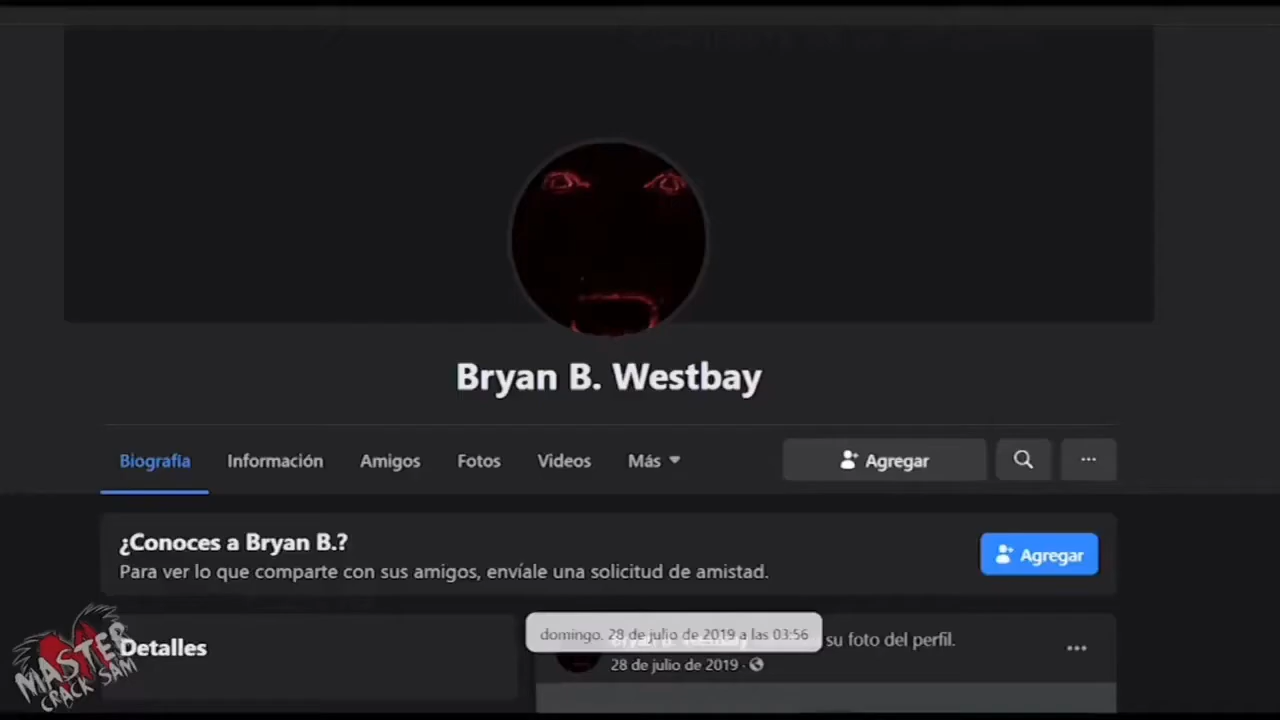 Bryan B. Westbay
Biografía Información Amigos Fotos Videos Más Agregar ...
¿Conoces a Bryan B.?
Para ver lo que comparte con sus amigos, envíale una solicitud de amistad.
Agregar
Detalles
domingo, 28 de julio de 2019 a las 03:56
su foto del perfil.
28 de julio de 2019 ·
MASTER
CRACK SAM